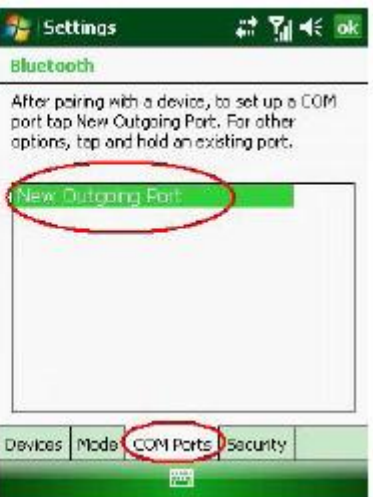 Settings
ok
Bluetooth
After pairing with a device, to set up a COM
port tap New Outgoing Port. For other
options, tap and hold an existing port.
New Outgoing Port
Devices Mode COM Ports Security